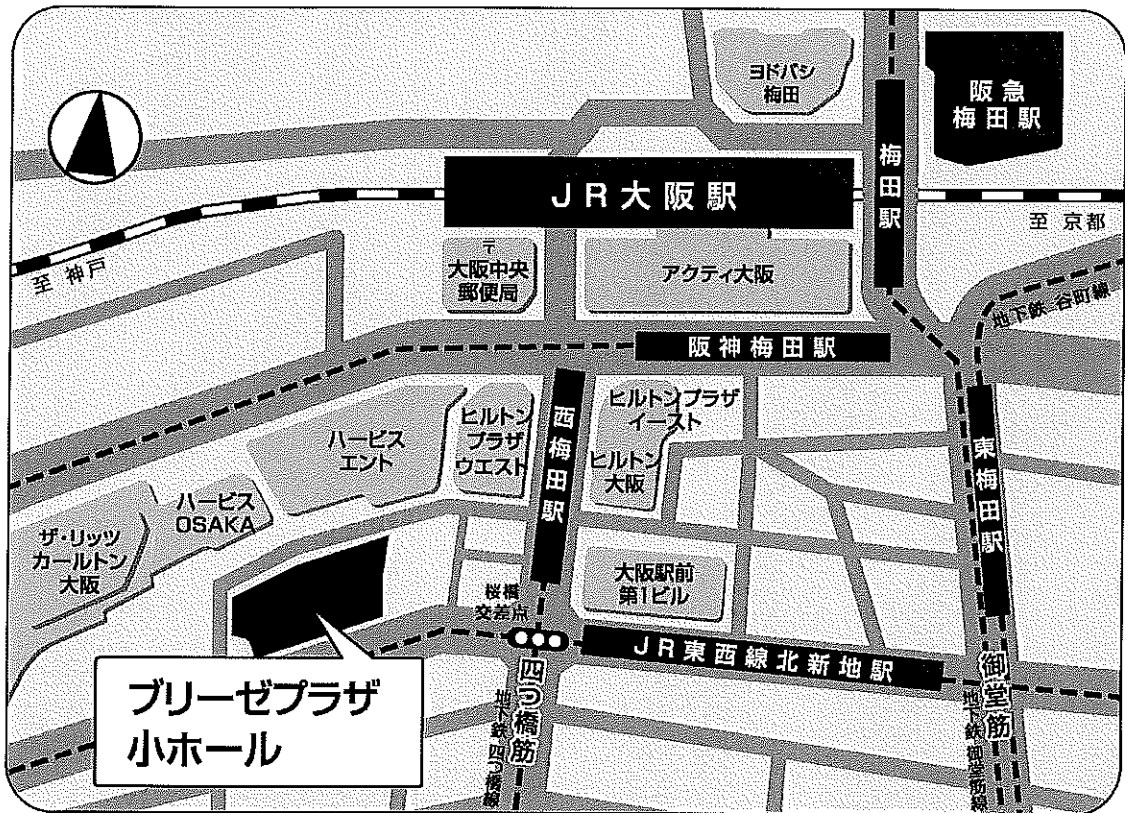 ヨドバシ
梅田
阪急
梅田駅
梅田駅
JR大阪駅
至 京都
至 神戸
〒
大阪中央
郵便局
アクティ大阪
地下鉄 谷町線
阪神梅田駅
ハービス
エント
ヒルトン
プラザ
ウエスト
西梅田駅
ヒルトンプラザ
イースト
ヒルトン
大阪
東梅田駅
ハービス
OSAKA
ザ・リッツ
カールトン
大阪
桜橋
交差点
大阪駅前
第1ビル
JR東西線北新地駅
ブリーゼプラザ
小ホール
四つ橋筋
地下鉄 四つ橋線
御堂筋
地下鉄 御堂筋線